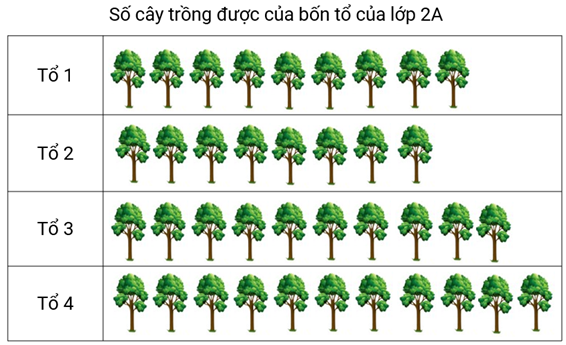 Số cây trồng được của bốn tổ của lớp 2A
Tổ 1
Tổ 2
Tổ 3
Tổ 4